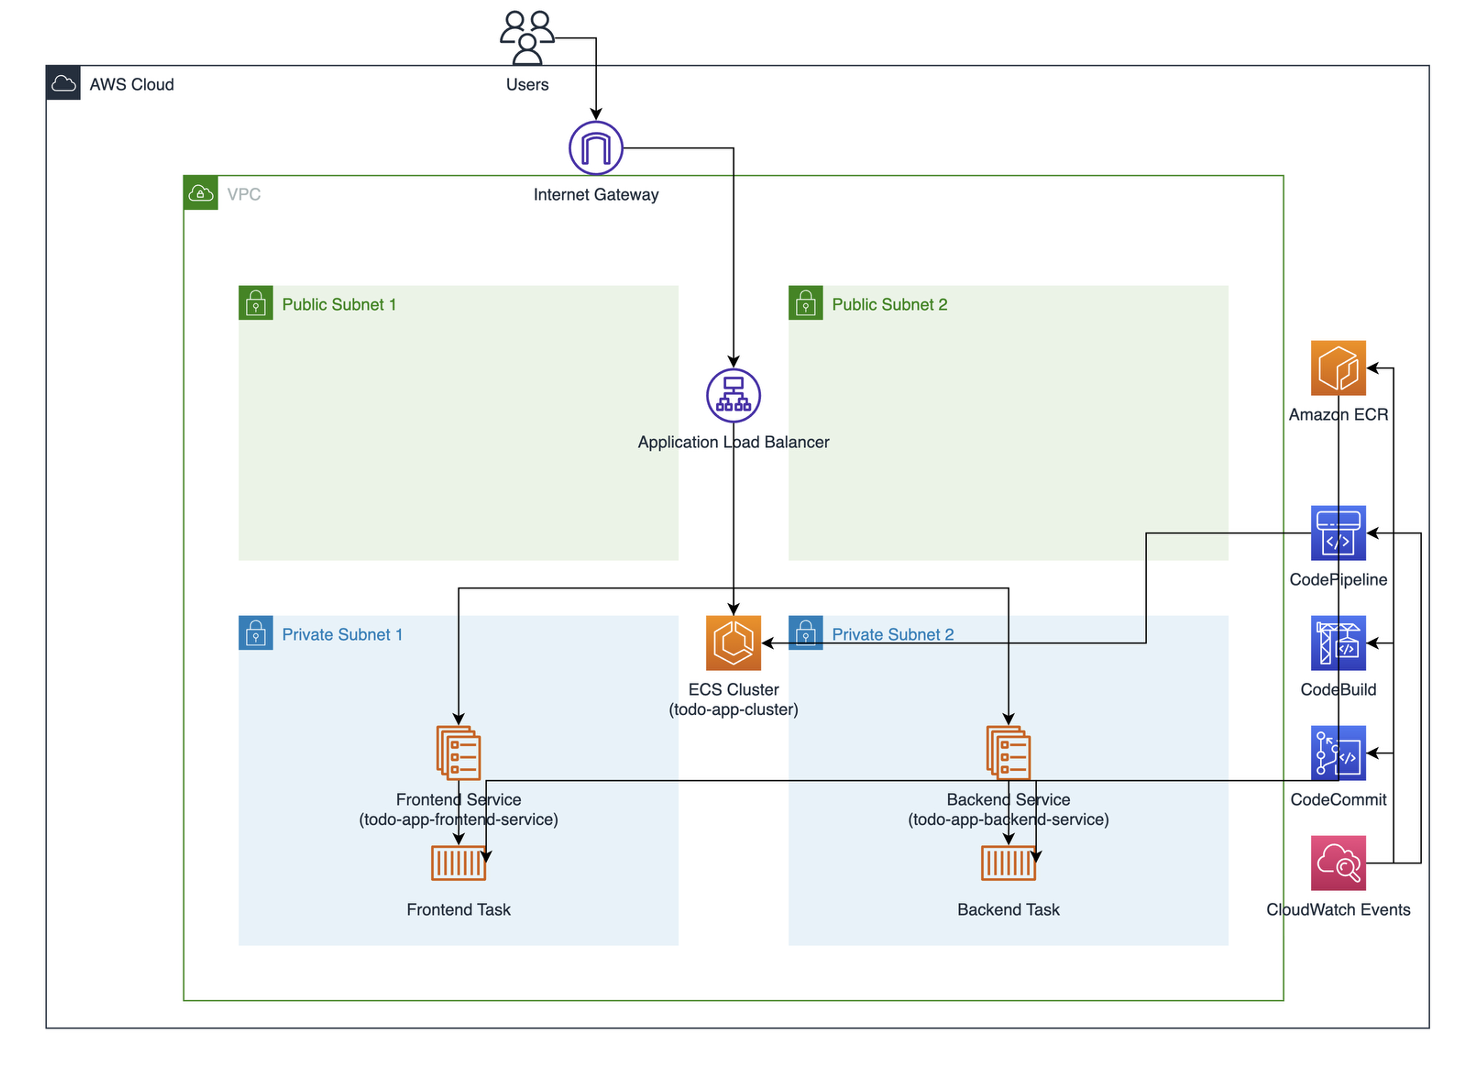 Users
AWS Cloud
Internet Gateway
VPC
Public Subnet 1
Public Subnet 2
Amazon ECR
Application Load Balancer
CodePipeline
Private Subnet 1
Private Subnet 2
ECS Cluster
(todo-app-cluster)
CodeBuild
Frontend Service
(todo-app-frontend-service)
Backend Service
(todo-app-backend-service)
CodeCommit
Frontend Task
Backend Task
CloudWatch Events